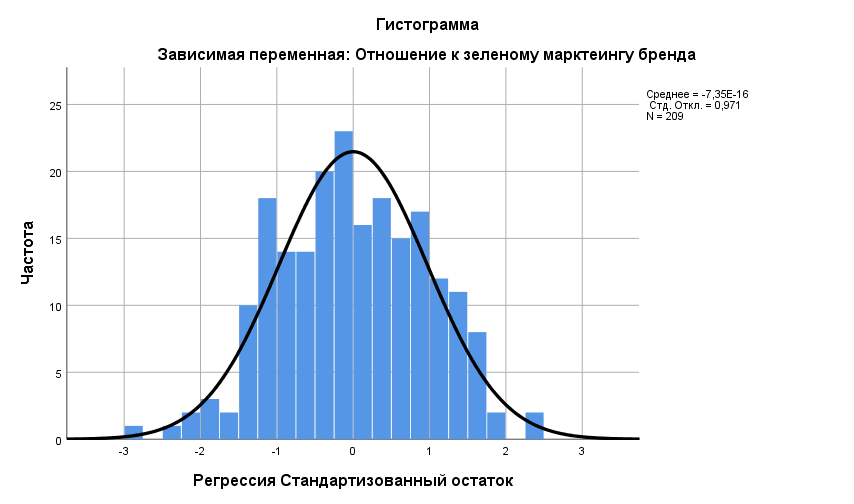 Гистограмма
Зависимая переменная: Отношение к зеленому марктеингу бренда
Среднее = -7,35E-16
Стд. Откл. = 0,971
N = 209
25
20
15
10
5
0
Частота
-3 -2 -1 0 1 2 3
Регрессия Стандартизованный остаток